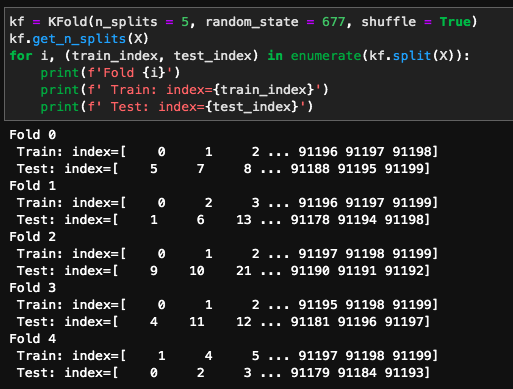 kf = KFold(n_splits = 5, random_state = 677, shuffle = True)
kf.get_n_splits(X)
for i, (train_index, test_index) in enumerate(kf.split(X)):
    print(f'Fold {i}')
    print(f' Train: index={train_index}')
    print(f' Test: index={test_index}')
Fold 0
 Train: index=[    0     1     2 ... 91196 91197 91198]
 Test: index=[    5     7     8 ... 91188 91195 91199]
Fold 1
 Train: index=[    0     2     3 ... 91196 91197 91199]
 Test: index=[    1     6    13 ... 91178 91194 91198]
Fold 2
 Train: index=[    0     1     2 ... 91197 91198 91199]
 Test: index=[    9    10    21 ... 91190 91191 91192]
Fold 3
 Train: index=[    0     1     2 ... 91195 91198 91199]
 Test: index=[    4    11    12 ... 91181 91196 91197]
Fold 4
 Train: index=[    1     4     5 ... 91197 91198 91199]
 Test: index=[    0     2     3 ... 91179 91184 91193]